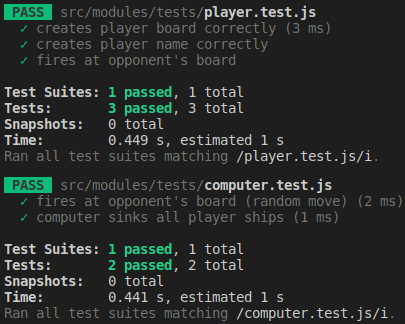 PASS src/modules/tests/player.test.js
✓ creates player board correctly (3 ms)
✓ creates player name correctly
✓ fires at opponent's board
Test Suites: 1 passed, 1 total
Tests: 3 passed, 3 total
Snapshots: 0 total
Time: 0.449 s, estimated 1 s
Ran all test suites matching /player.test.js/i.
PASS src/modules/tests/computer.test.js
✓ fires at opponent's board (random move) (2 ms)
✓ computer sinks all player ships (1 ms)
Test Suites: 1 passed, 1 total
Tests: 2 passed, 2 total
Snapshots: 0 total
Time: 0.441 s, estimated 1 s
Ran all test suites matching /computer.test.js/i.